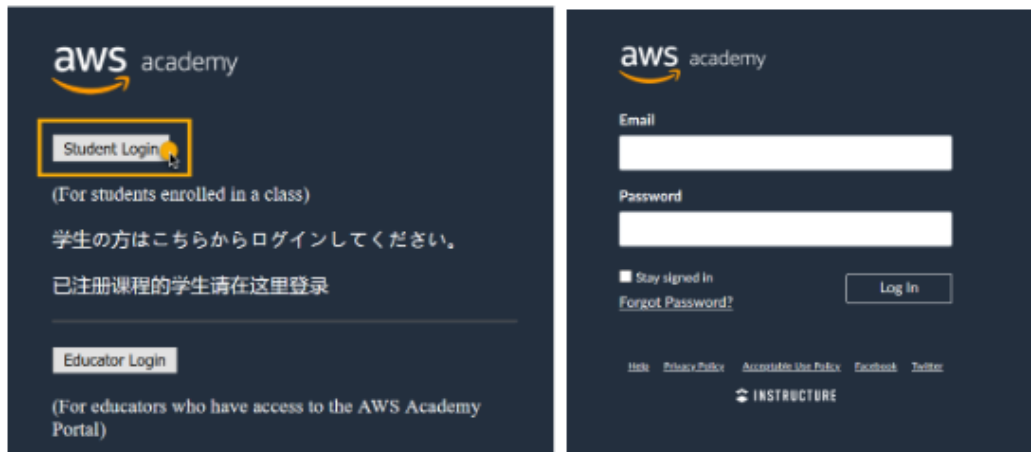 aws academy
Student Login
(For students enrolled in a class)
学生の方はこちらからログインしてください。
已注册课程的学生请在这里登录
Educator Login
(For educators who have access to the AWS Academy
Portal)
aws academy
Email
Password
Stay signed in
Log In
Forgot Password?
Help Privacy Policy Acceptable Use Policy Facebook Twitter
INSTRUCTURE